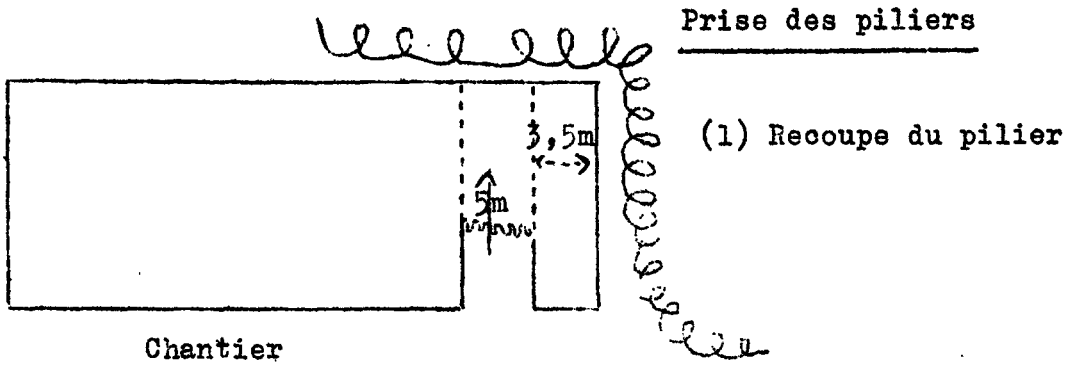 Prise des piliers
(1) Recoupe du pilier
3,5m
5m
Chantier